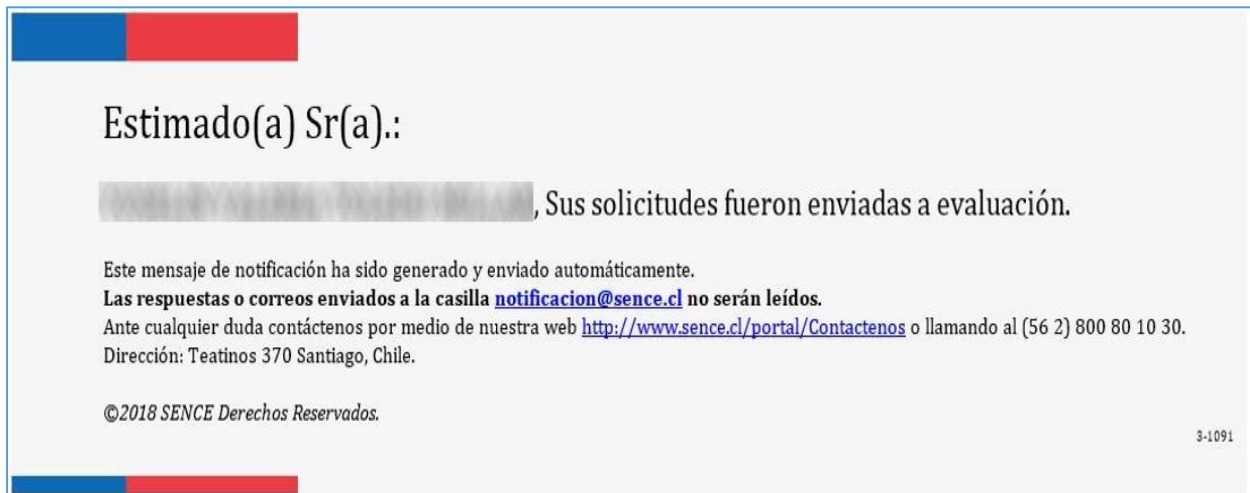 Estimado(a) Sr(a).:
, Sus solicitudes fueron enviadas a evaluación.
Este mensaje de notificación ha sido generado y enviado automáticamente.
Las respuestas o correos enviados a la casilla notificacion@sence.cl no serán leídos.
Ante cualquier duda contáctenos por medio de nuestra web http://www.sence.cl/portal/Contactenos o llamando al (56 2) 800 80 10 30.
Dirección: Teatinos 370 Santiago, Chile.
©2018 SENCE Derechos Reservados.
3-1091